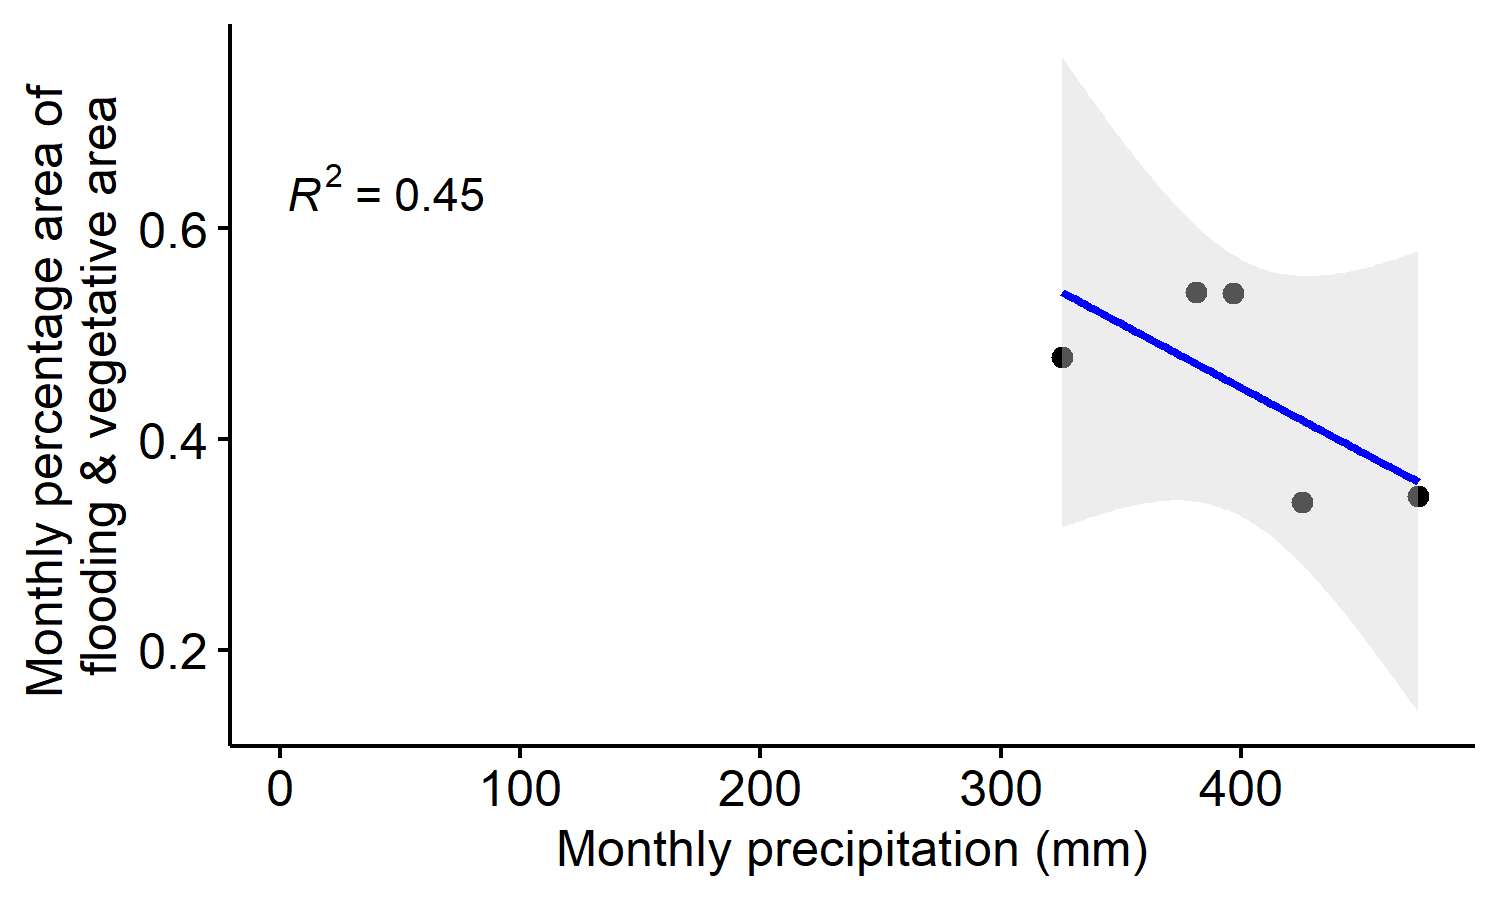 Monthly percentage area of
flooding & vegetative area
R² = 0.45
0.6
0.4
0.2
0 100 200 300 400
Monthly precipitation (mm)